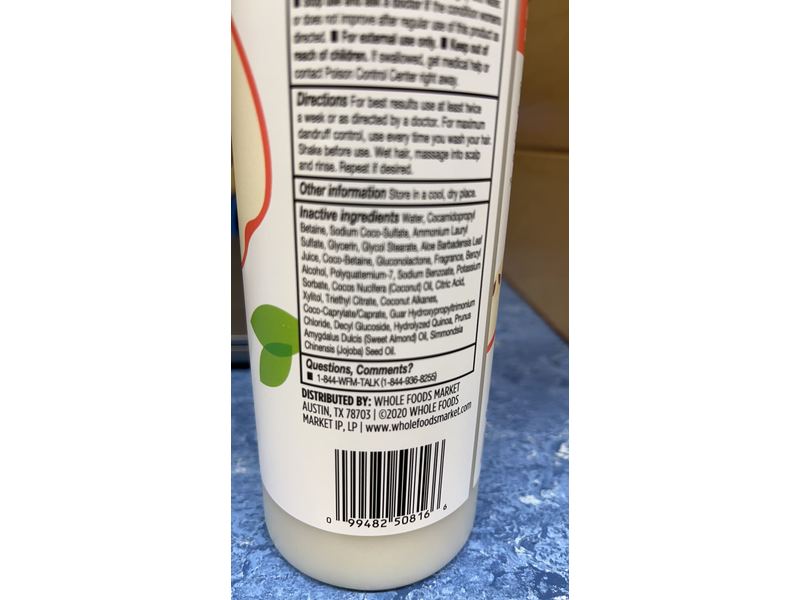 ■ stop use and ask a doctor if the condition worsens
or does not improve after regular use of this product as
directed. ■ For external use only. ■ Keep out of
reach of children. If swallowed, get medical help or
contact Poison Control Center right away.
Directions For best results use at least twice
a week or as directed by a doctor. For maximum
dandruff control, use every time you wash your hair.
Shake before use. Wet hair, massage into scalp
and rinse. Repeat if desired.
Other information Store in a cool, dry place.
Inactive ingredients Water, Cocamidopropyl
Betaine, Sodium Coco-Sulfate, Ammonium Lauryl
Sulfate, Glycerin, Glycol Stearate, Aloe Barbadensis Leaf
Juice, Coco-Betaine, Gluconolactone, Fragrance, Benzyl
Alcohol, Polyquaternium-7, Sodium Benzoate, Potassium
Sorbate, Cocos Nucifera (Coconut) Oil, Citric Acid,
Xylitol, Triethyl Citrate, Coconut Alkanes,
Coco-Caprylate/Caprate, Guar Hydroxypropyltrimonium
Chloride, Decyl Glucoside, Hydrolyzed Quinoa, Prunus
Amygdalus Dulcis (Sweet Almond) Oil, Simmondsia
Chinensis (Jojoba) Seed Oil.
Questions, Comments?
■ 1-844-WFM-TALK (1-844-936-8255)
DISTRIBUTED BY: WHOLE FOODS MARKET
AUSTIN, TX 78703 | ©2020 WHOLE FOODS
MARKET IP, LP | www.wholefoodsmarket.com
0 99482 50816 6